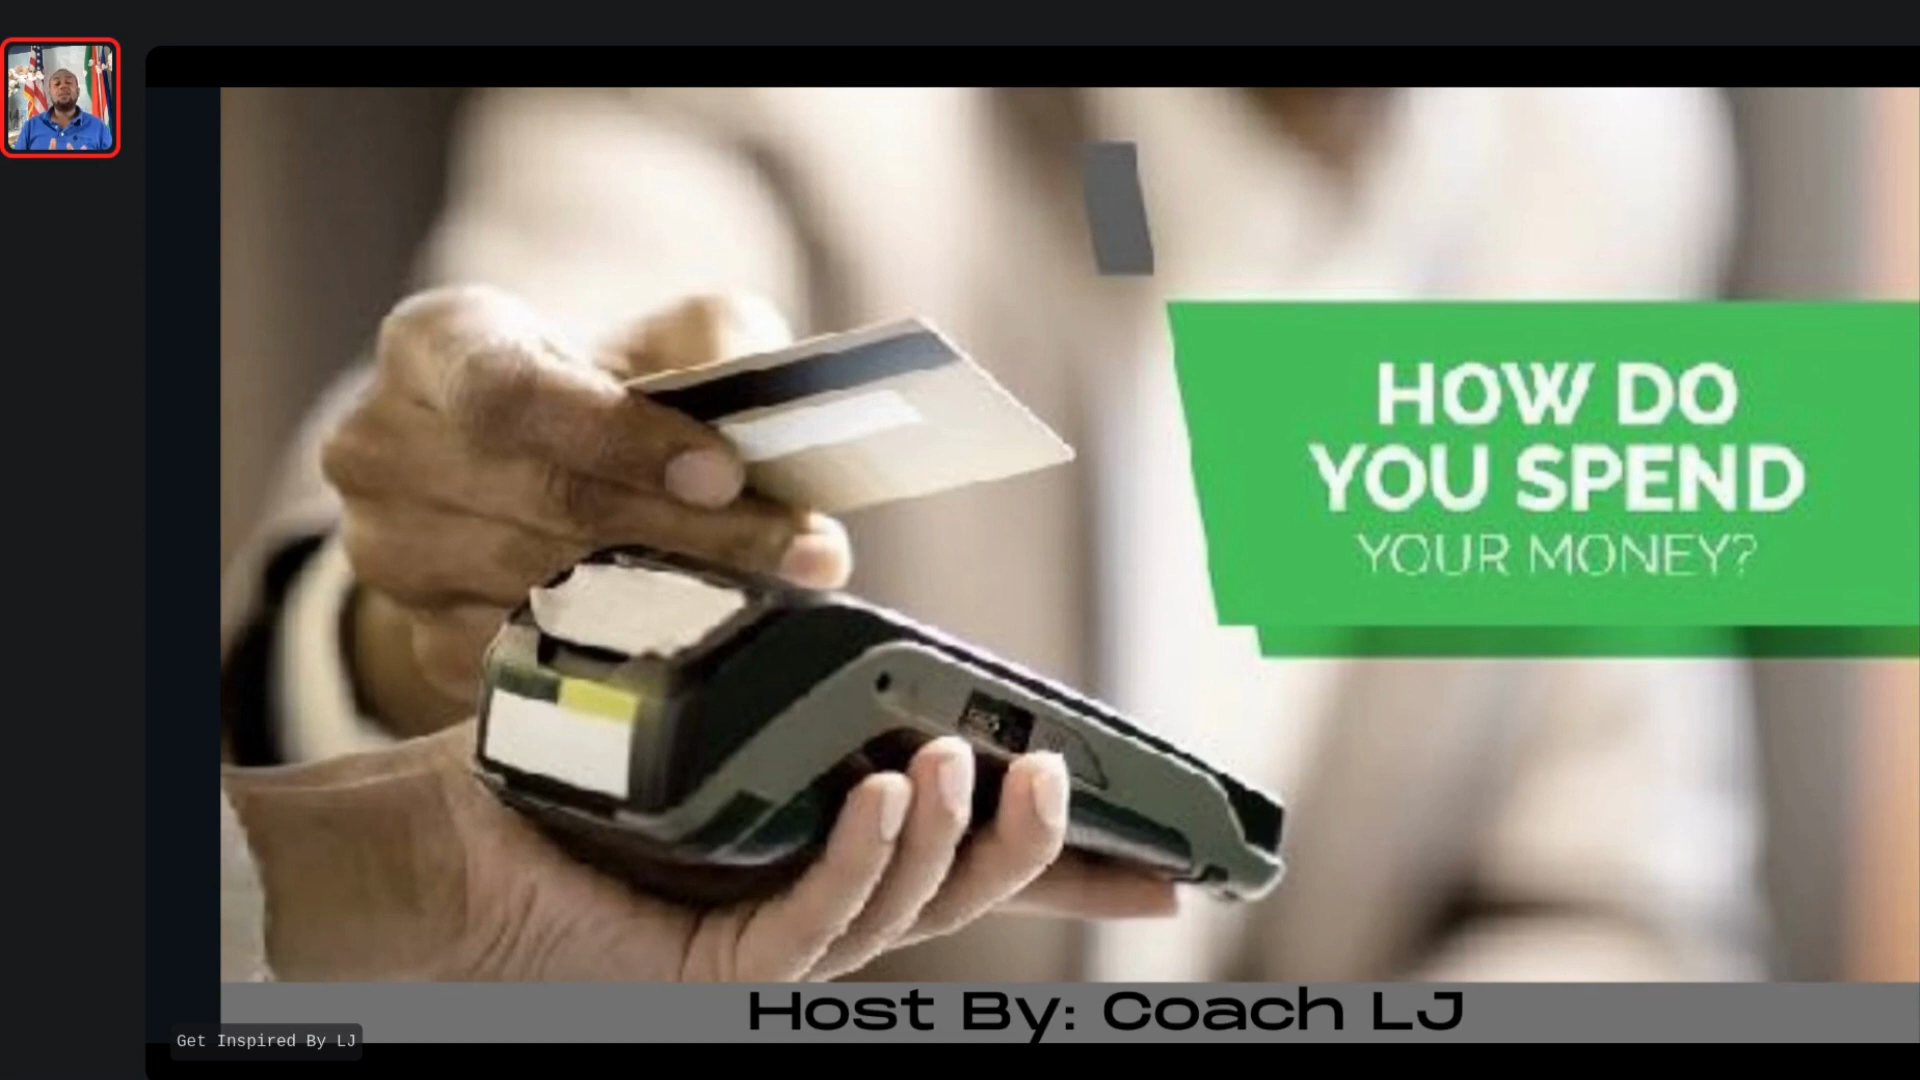 HOW DO
YOU SPEND
YOUR MONEY?
Host By: Coach LJ
Get Inspired By LJ